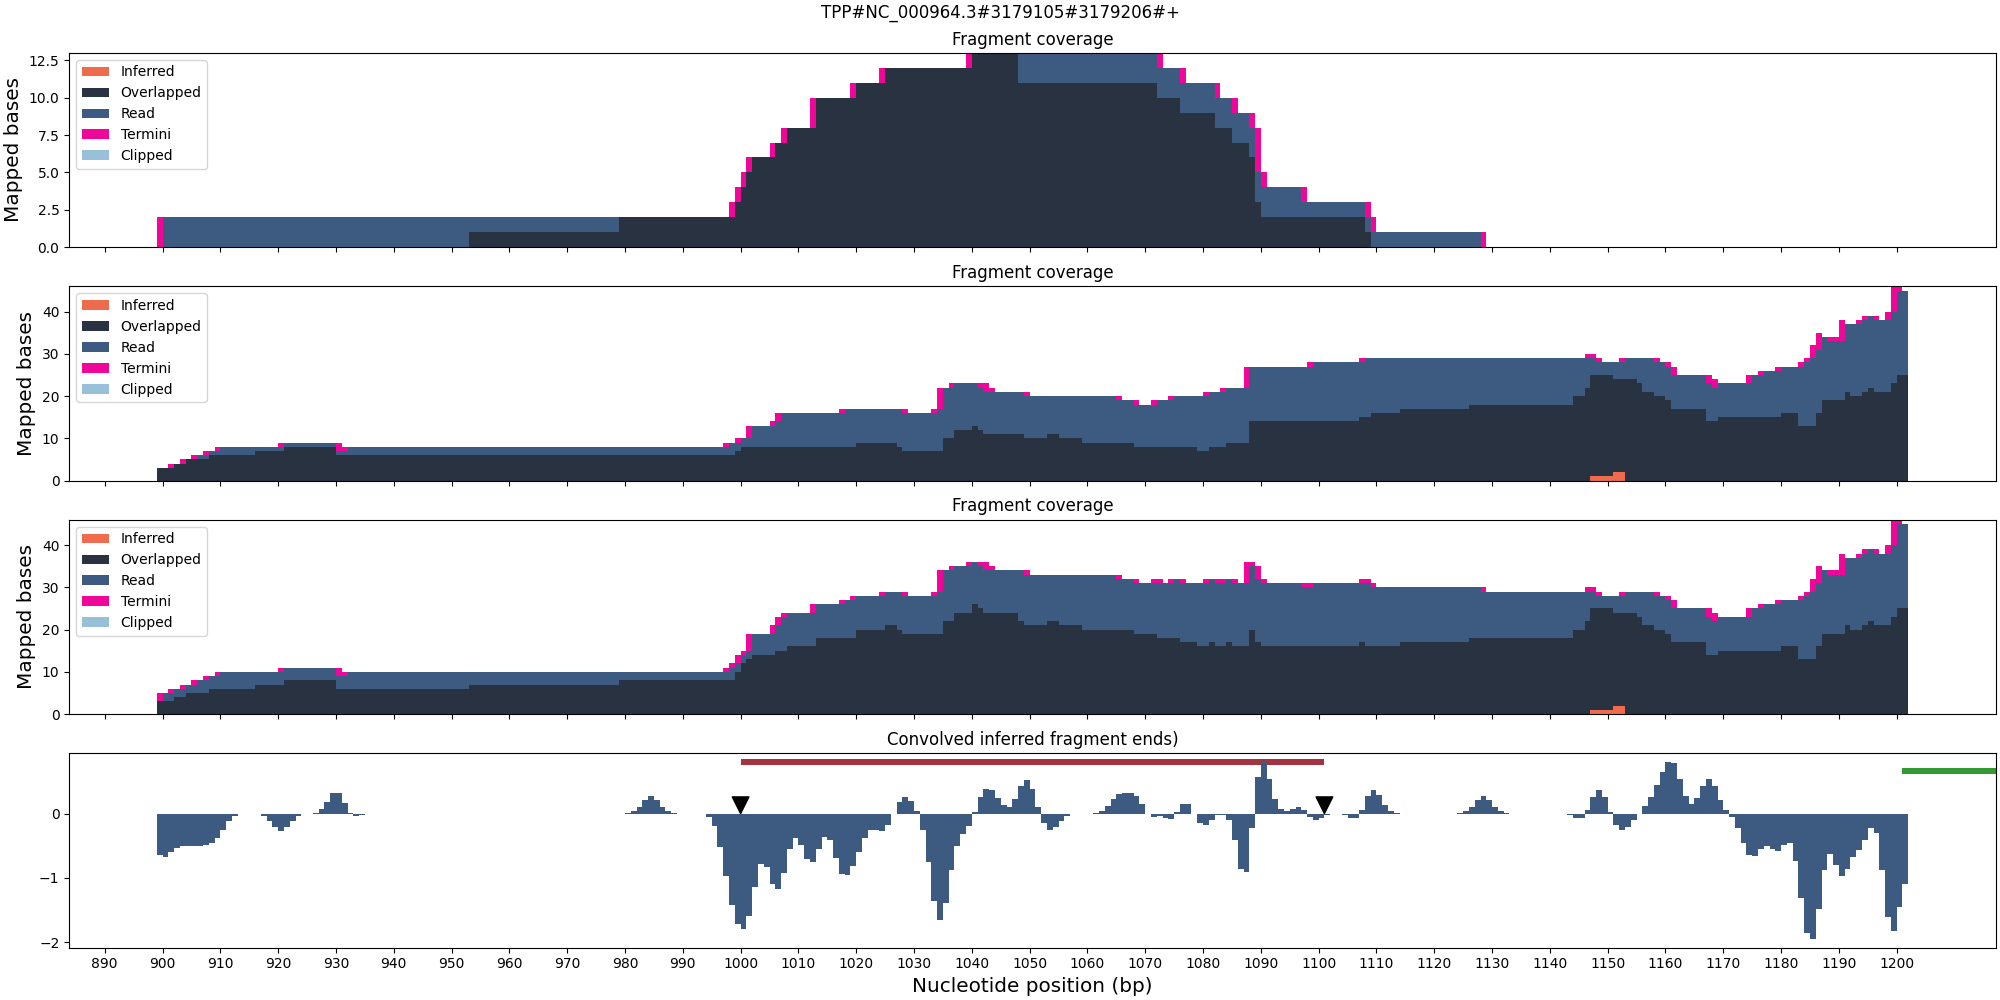 TPP#NC_000964.3#3179105#3179206#+
Fragment coverage
Mapped bases
12.5
10.0
7.5
5.0
2.5
0.0
Inferred
Overlapped
Read
Termini
Clipped
Fragment coverage
Mapped bases
40
30
20
10
0
Inferred
Overlapped
Read
Termini
Clipped
Fragment coverage
Mapped bases
40
30
20
10
0
Inferred
Overlapped
Read
Termini
Clipped
Convolved inferred fragment ends)
0
−1
−2
890 900 910 920 930 940 950 960 970 980 990 1000 1010 1020 1030 1040 1050 1060 1070 1080 1090 1100 1110 1120 1130 1140 1150 1160 1170 1180 1190 1200
Nucleotide position (bp)